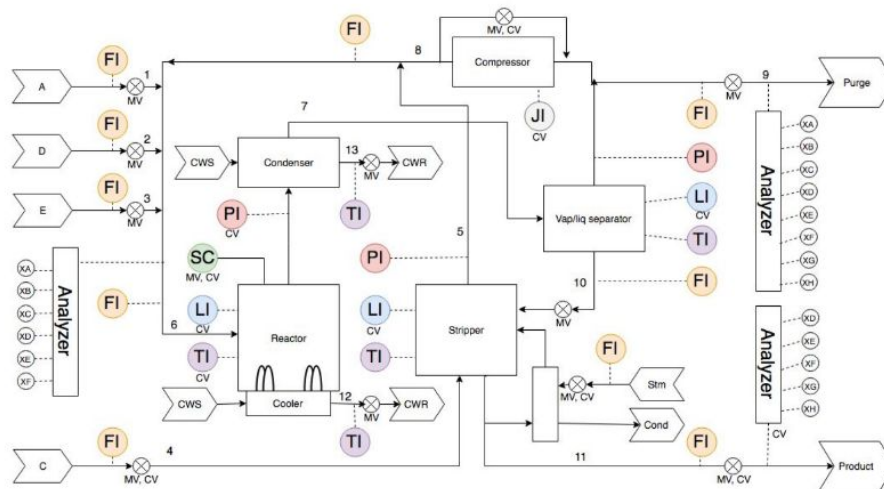 FI
8
MV, CV
Compressor
FI
A
1
MV
9
MV
Purge
7
JI
CV
FI
FI
D
2
MV
XA
XB
XC
XD
XE
XF
XG
XH
Analyzer
CWS
Condenser
13
MV
CWR
PI
FI
E
3
MV
PI
CV
TI
Vap/liq separator
LI
CV
TI
5
SC
MV, CV
PI
10
FI
XA
XB
XC
XD
XE
XF
Analyzer
FI
6
LI
CV
TI
CV
Reactor
LI
CV
TI
Stripper
MV
XD
XE
XF
XG
XH
Analyzer
CV
FI
MV, CV
Stm
CWS
Cooler
12
MV
CWR
TI
Cond
C
FI
MV, CV
4
11
FI
MV, CV
Product